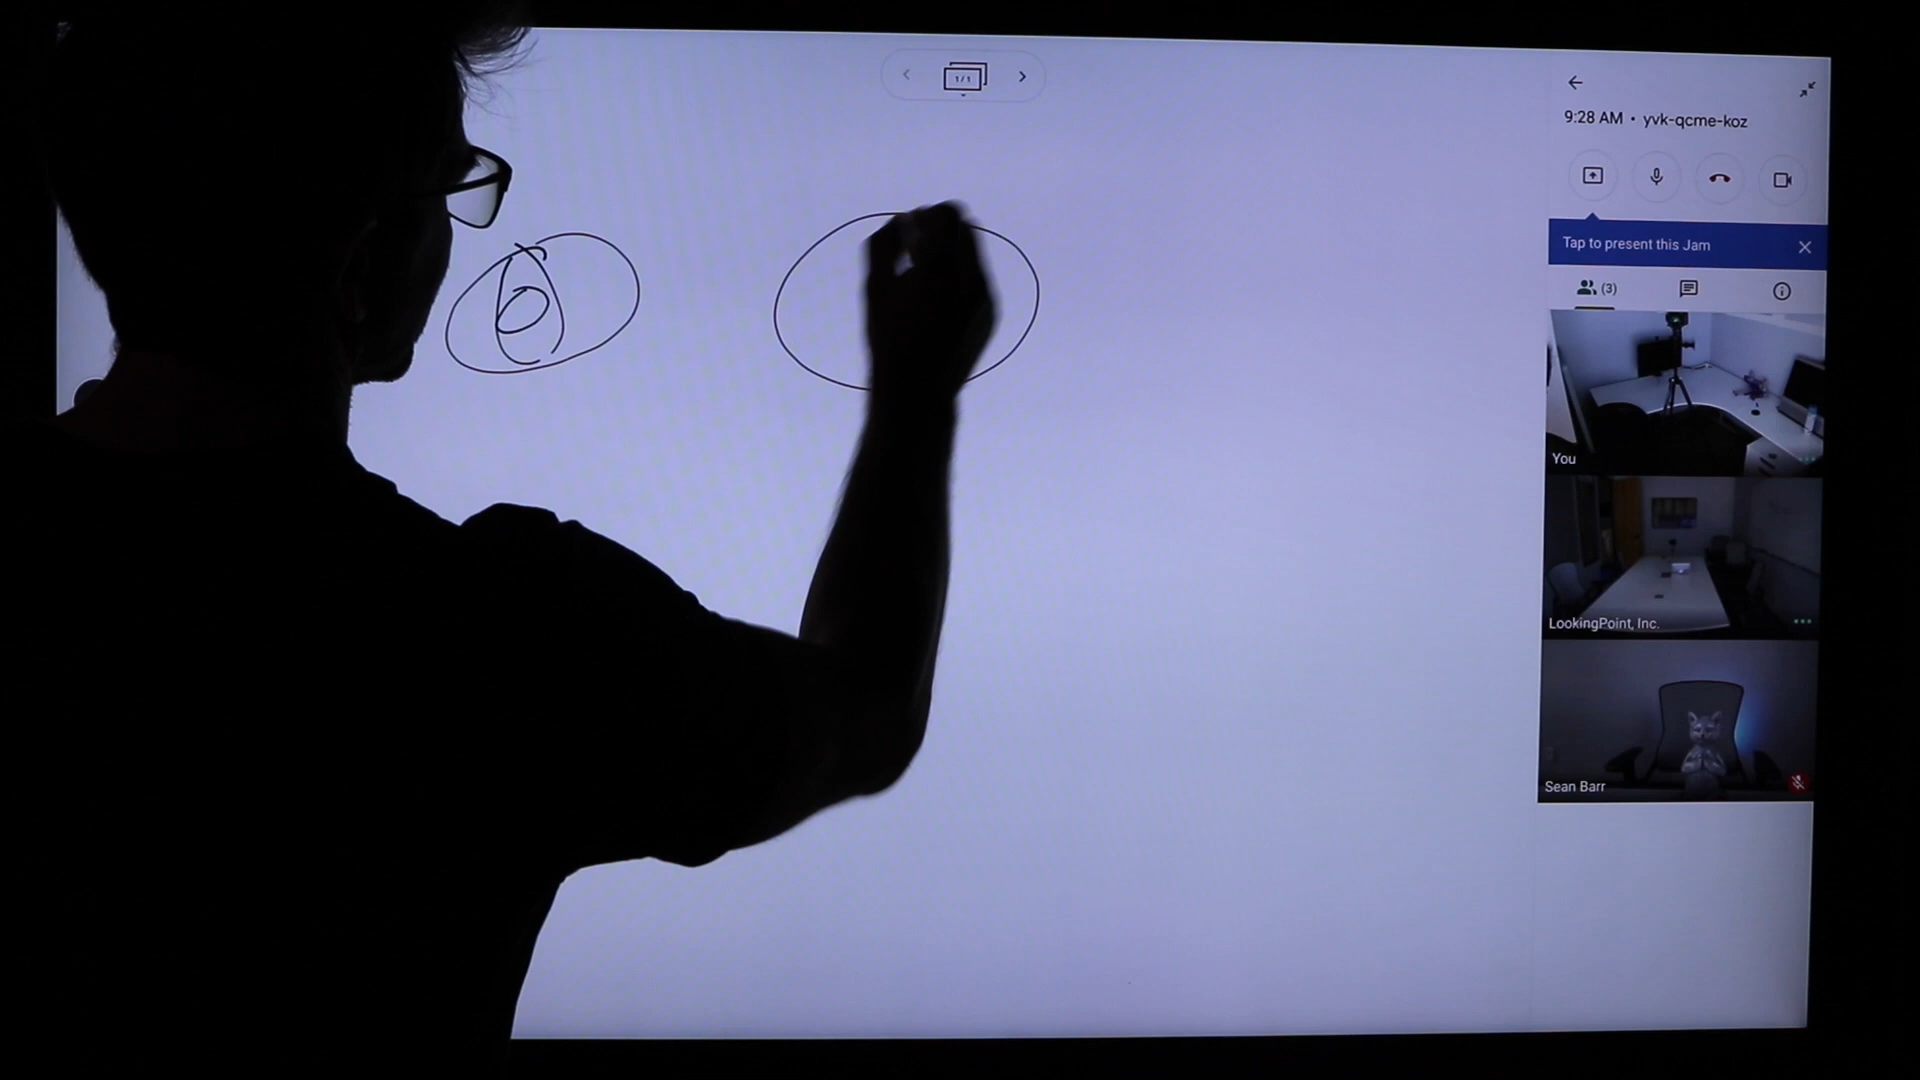 1/1
9:28 AM • yvk-qcme-koz
Tap to present this Jam
(3)
You
LookingPoint, Inc.
Sean Barr